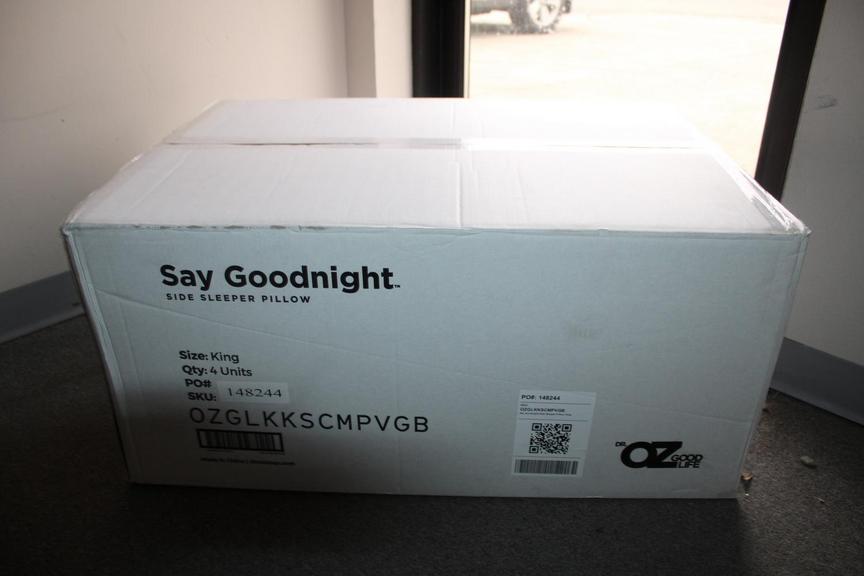 Say Goodnight™
SIDE SLEEPER PILLOW
Size: King
Qty: 4 Units
PO#
148244
SKU:
OZGLKKSCMPVGB
PO#: 148244
OZGLKKSCMPVGB
DR.
OZ GOOD
LIFE